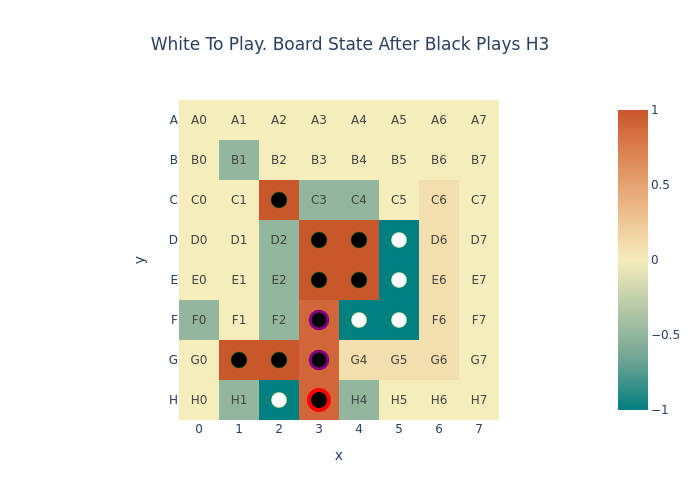 White To Play. Board State After Black Plays H3
A A0 A1 A2 A3 A4 A5 A6 A7
B B0 B1 B2 B3 B4 B5 B6 B7
C C0 C1 C3 C4 C5 C6 C7
D D0 D1 D2 D6 D7
E E0 E1 E2 E6 E7
F F0 F1 F2 F6 F7
G G0 G4 G5 G6 G7
H H0 H1 H4 H5 H6 H7
0 1 2 3 4 5 6 7
x
y
1
0.5
0
−0.5
−1